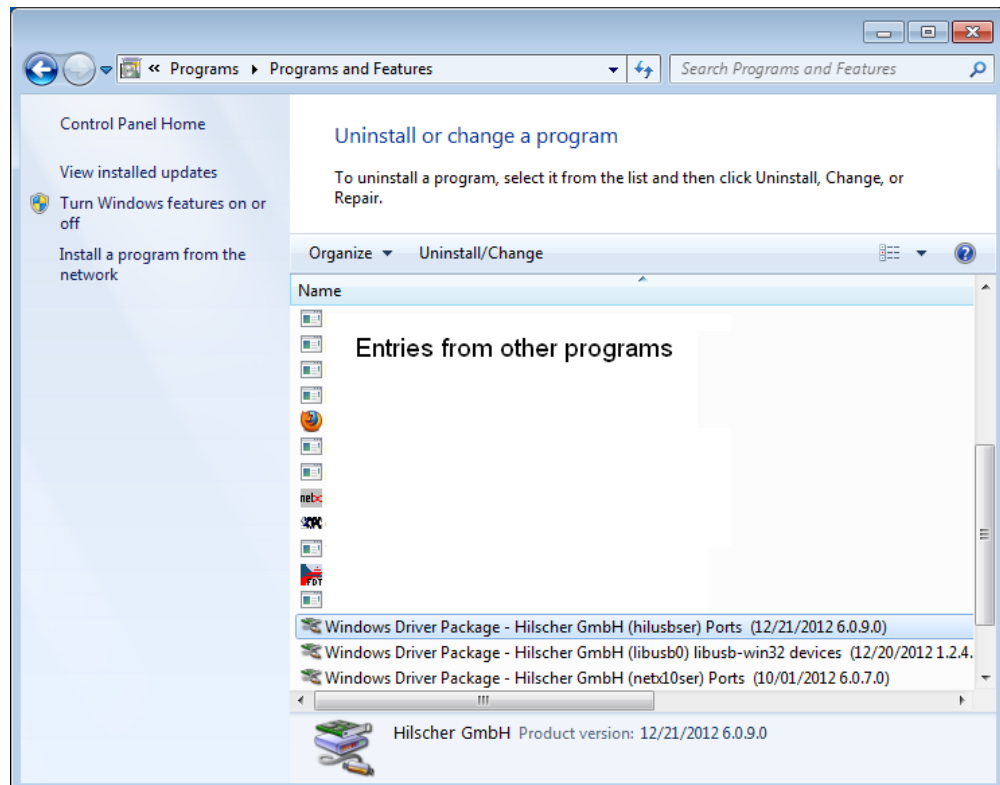 « Programs ▸ Programs and Features
Search Programs and Features
Control Panel Home
View installed updates
Turn Windows features on or
off
Install a program from the
network
Uninstall or change a program
To uninstall a program, select it from the list and then click Uninstall, Change, or
Repair.
Organize Uninstall/Change
Name
Entries from other programs
netx
FDT
Windows Driver Package - Hilscher GmbH (hilusbser) Ports (12/21/2012 6.0.9.0)
Windows Driver Package - Hilscher GmbH (libusb0) libusb-win32 devices (12/20/2012 1.2.4.
Windows Driver Package - Hilscher GmbH (netx10ser) Ports (10/01/2012 6.0.7.0)
Hilscher GmbH Product version: 12/21/2012 6.0.9.0